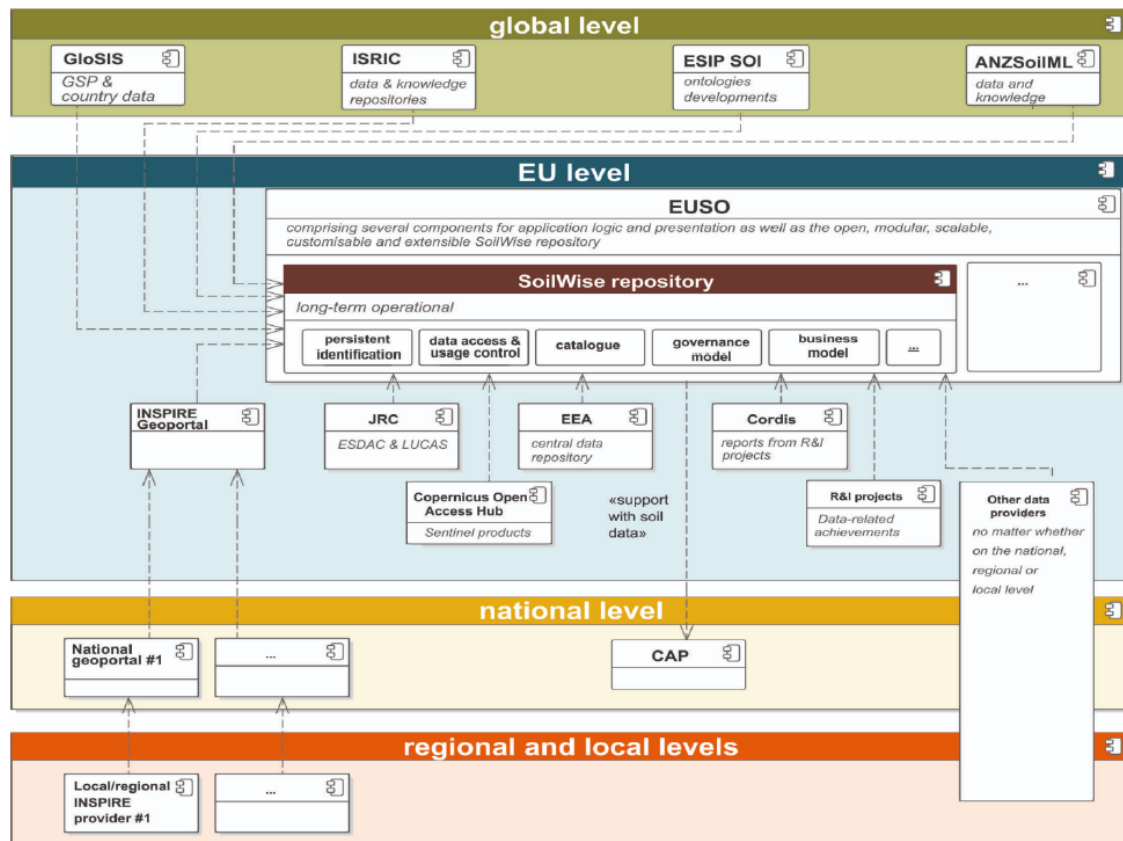 global level
GloSIS
GSP &
country data
ISRIC
data & knowledge
repositories
ESIP SOI
ontologies
developments
ANZSoilML
data and
knowledge
EU level
EUSO
comprising several components for application logic and presentation as well as the open, modular, scalable,
customisable and extensible SoilWise repository
SoilWise repository
...
long-term operational
persistent
identification
data access &
usage control
catalogue
governance
model
business
model
...
INSPIRE
Geoportal
JRC
ESDAC & LUCAS
EEA
central data
repository
Cordis
reports from R&I
projects
Copernicus Open
Access Hub
Sentinel products
«support
with soil
data»
R&I projects
Data-related
achievements
Other data
providers
no matter whether
on the national,
regional or
local level
national level
National
geoportal #1
...
CAP
regional and local levels
Local/regional
INSPIRE
provider #1
...